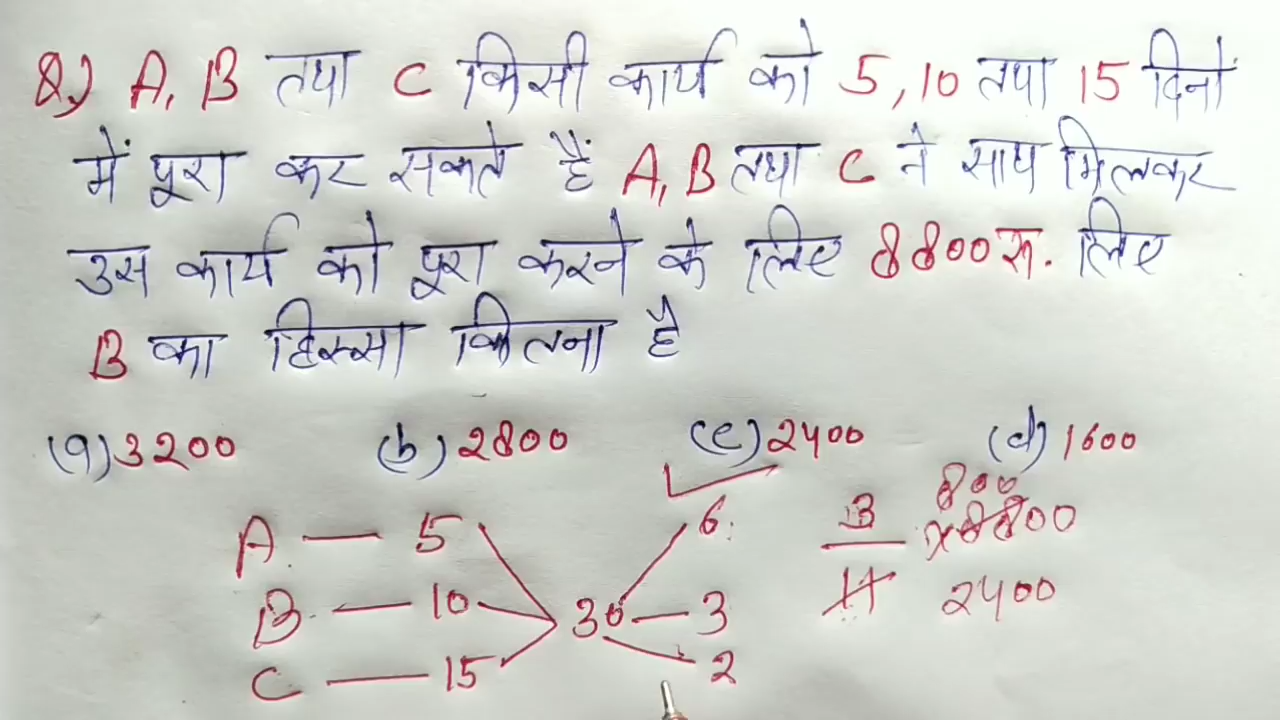 Q.) A, B तथा C किसी कार्य को 5, 10 तथा 15 दिनों
में पूरा कर सकते हैं A, B तथा C ने साथ मिलकर
उस कार्य को पूरा करने के लिए 8800रू. लिए
B का हिस्सा कितना है
(a) 3200 (b) 2800 (c) 2400 (d) 1600
A — 5
B — 10
C — 15
30
6
3
2
800
3 × 8800
11 2400